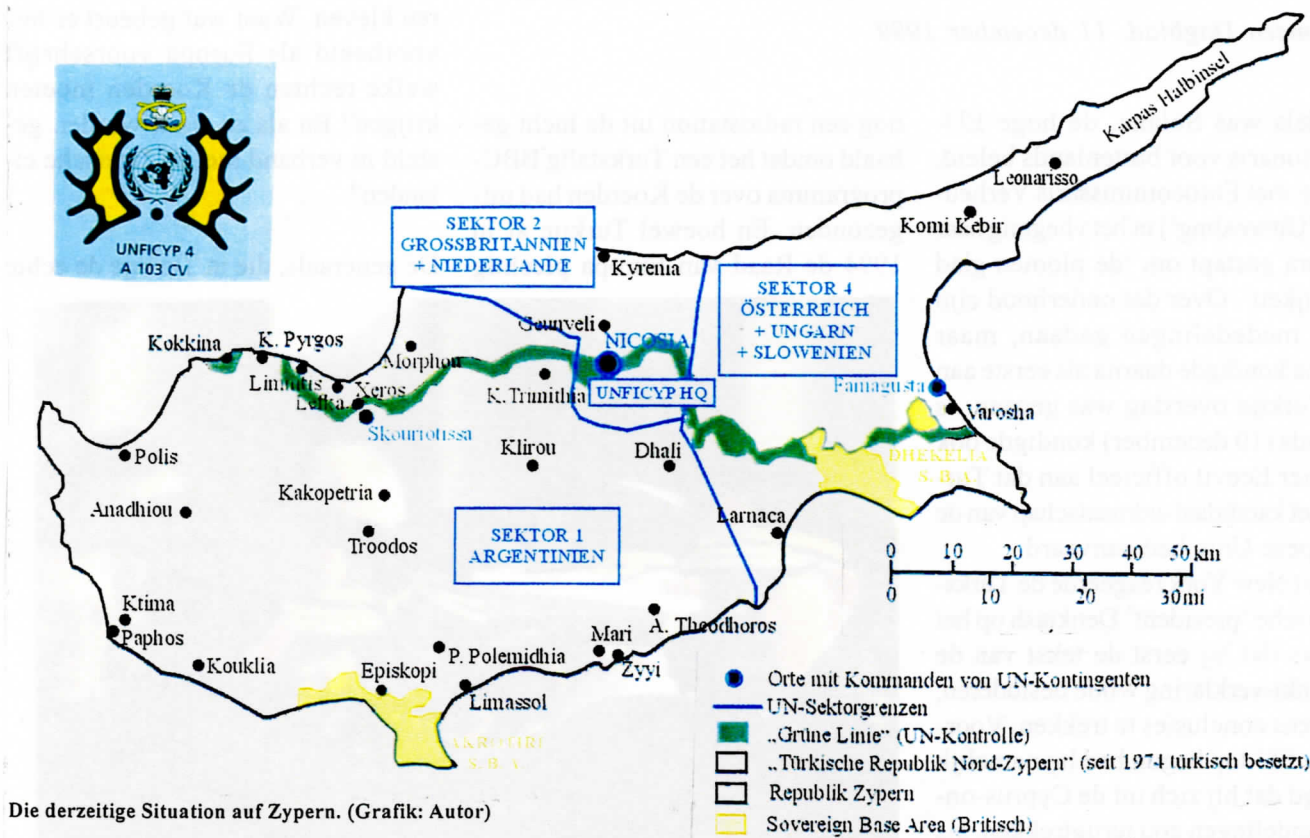 UNFICYP 4
A 103 CV
SEKTOR 2
GROSSBRITANNIEN
+ NIEDERLANDE
SEKTOR 4
ÖSTERREICH
+ UNGARN
+ SLOWENIEN
SEKTOR 1
ARGENTINIEN
UNFICYP HQ
Karpas Halbinsel
Leonarisso
Komi Kebir
Kyrenia
NICOSIA
Kokkina
K. Pyrgos
Limnitis
Xeros
Lefka
Morphou
K. Trimithia
Famagusta
Varosha
Polis
Klirou
Dhali
DHEKELIA
S. B. A.
Kakopetria
Anadhiou
Troodos
Larnaca
Ktima
Paphos
Kouklia
Episkopi
P. Polemidhia
Limassol
Mari
Zyyi
A. Theodhoros
AKROTIRI
S. B. A.
0 10 20 30 40 50 km
0 10 20 30 mi
Orte mit Kommanden von UN-Kontingenten
UN-Sektorgrenzen
„Grüne Linie“ (UN-Kontrolle)
„Türkische Republik Nord-Zypern“ (seit 1974 türkisch besetzt)
Republik Zypern
Sovereign Base Area (Britisch)
Die derzeitige Situation auf Zypern. (Grafik: Autor)